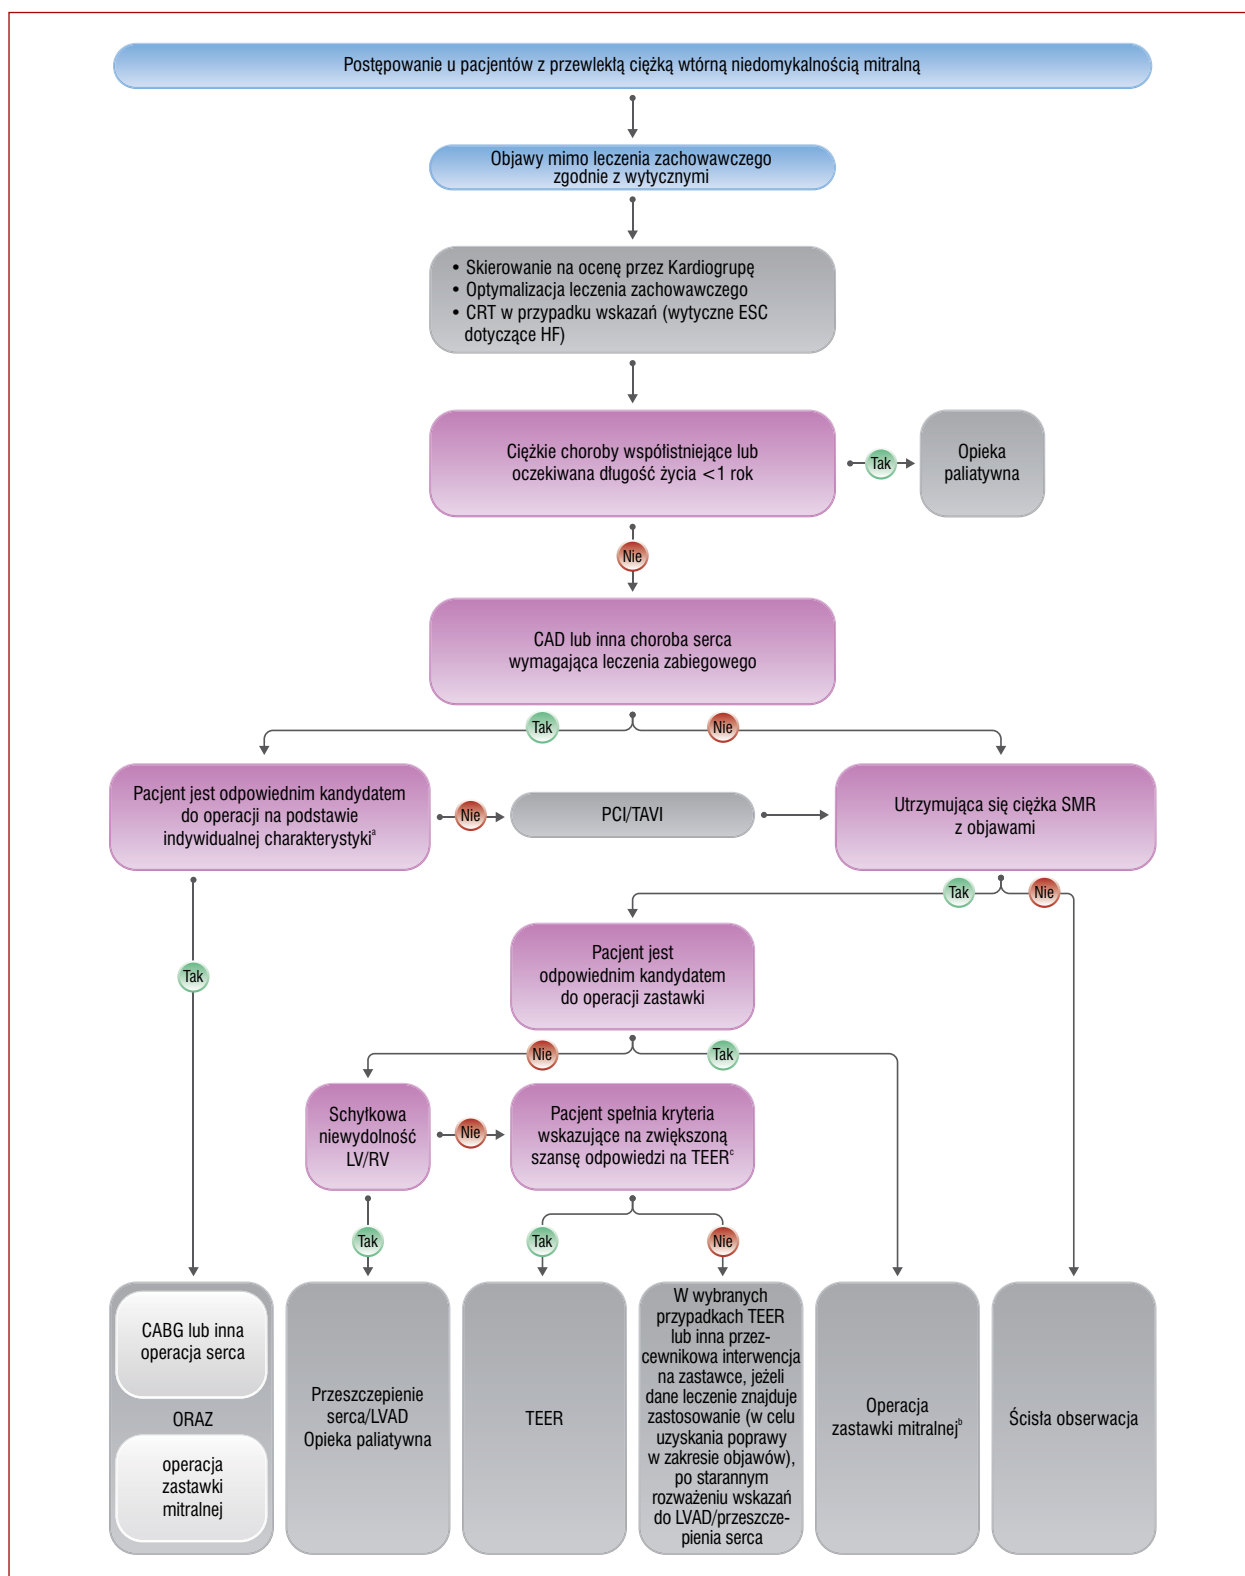 Postępowanie u pacjentów z przewlekłą ciężką wtórną niedomykalnością mitralną
Objawy mimo leczenia zachowawczego
zgodnie z wytycznymi
• Skierowanie na ocenę przez Kardiogrupę
• Optymalizacja leczenia zachowawczego
• CRT w przypadku wskazań (wytyczne ESC
dotyczące HF)
Ciężkie choroby współistniejące lub
oczekiwana długość życia <1 rok
Tak
Opieka
paliatywna
Nie
CAD lub inna choroba serca
wymagająca leczenia zabiegowego
Tak
Nie
Pacjent jest odpowiednim kandydatem
do operacji na podstawie
indywidualnej charakterystykiᵃ
Nie
PCI/TAVI
Utrzymująca się ciężka SMR
z objawami
Tak
Nie
Pacjent jest
odpowiednim kandydatem
do operacji zastawki
Tak
Nie
Tak
Schyłkowa
niewydolność
LV/RV
Nie
Pacjent spełnia kryteria
wskazujące na zwiększoną
szansę odpowiedzi na TEERᶜ
Tak
Tak
Nie
CABG lub inna
operacja serca
ORAZ
operacja
zastawki
mitralnej
Przeszczepienie
serca/LVAD
Opieka paliatywna
TEER
W wybranych
przypadkach TEER
lub inna przez-
cewnikowa interwencja
na zastawce, jeżeli
dane leczenie znajduje
zastosowanie (w celu
uzyskania poprawy
w zakresie objawów),
po starannym
rozważeniu wskazań
do LVAD/przeszcze-
pienia serca
Operacja
zastawki mitralnejᵇ
Ścisła obserwacja